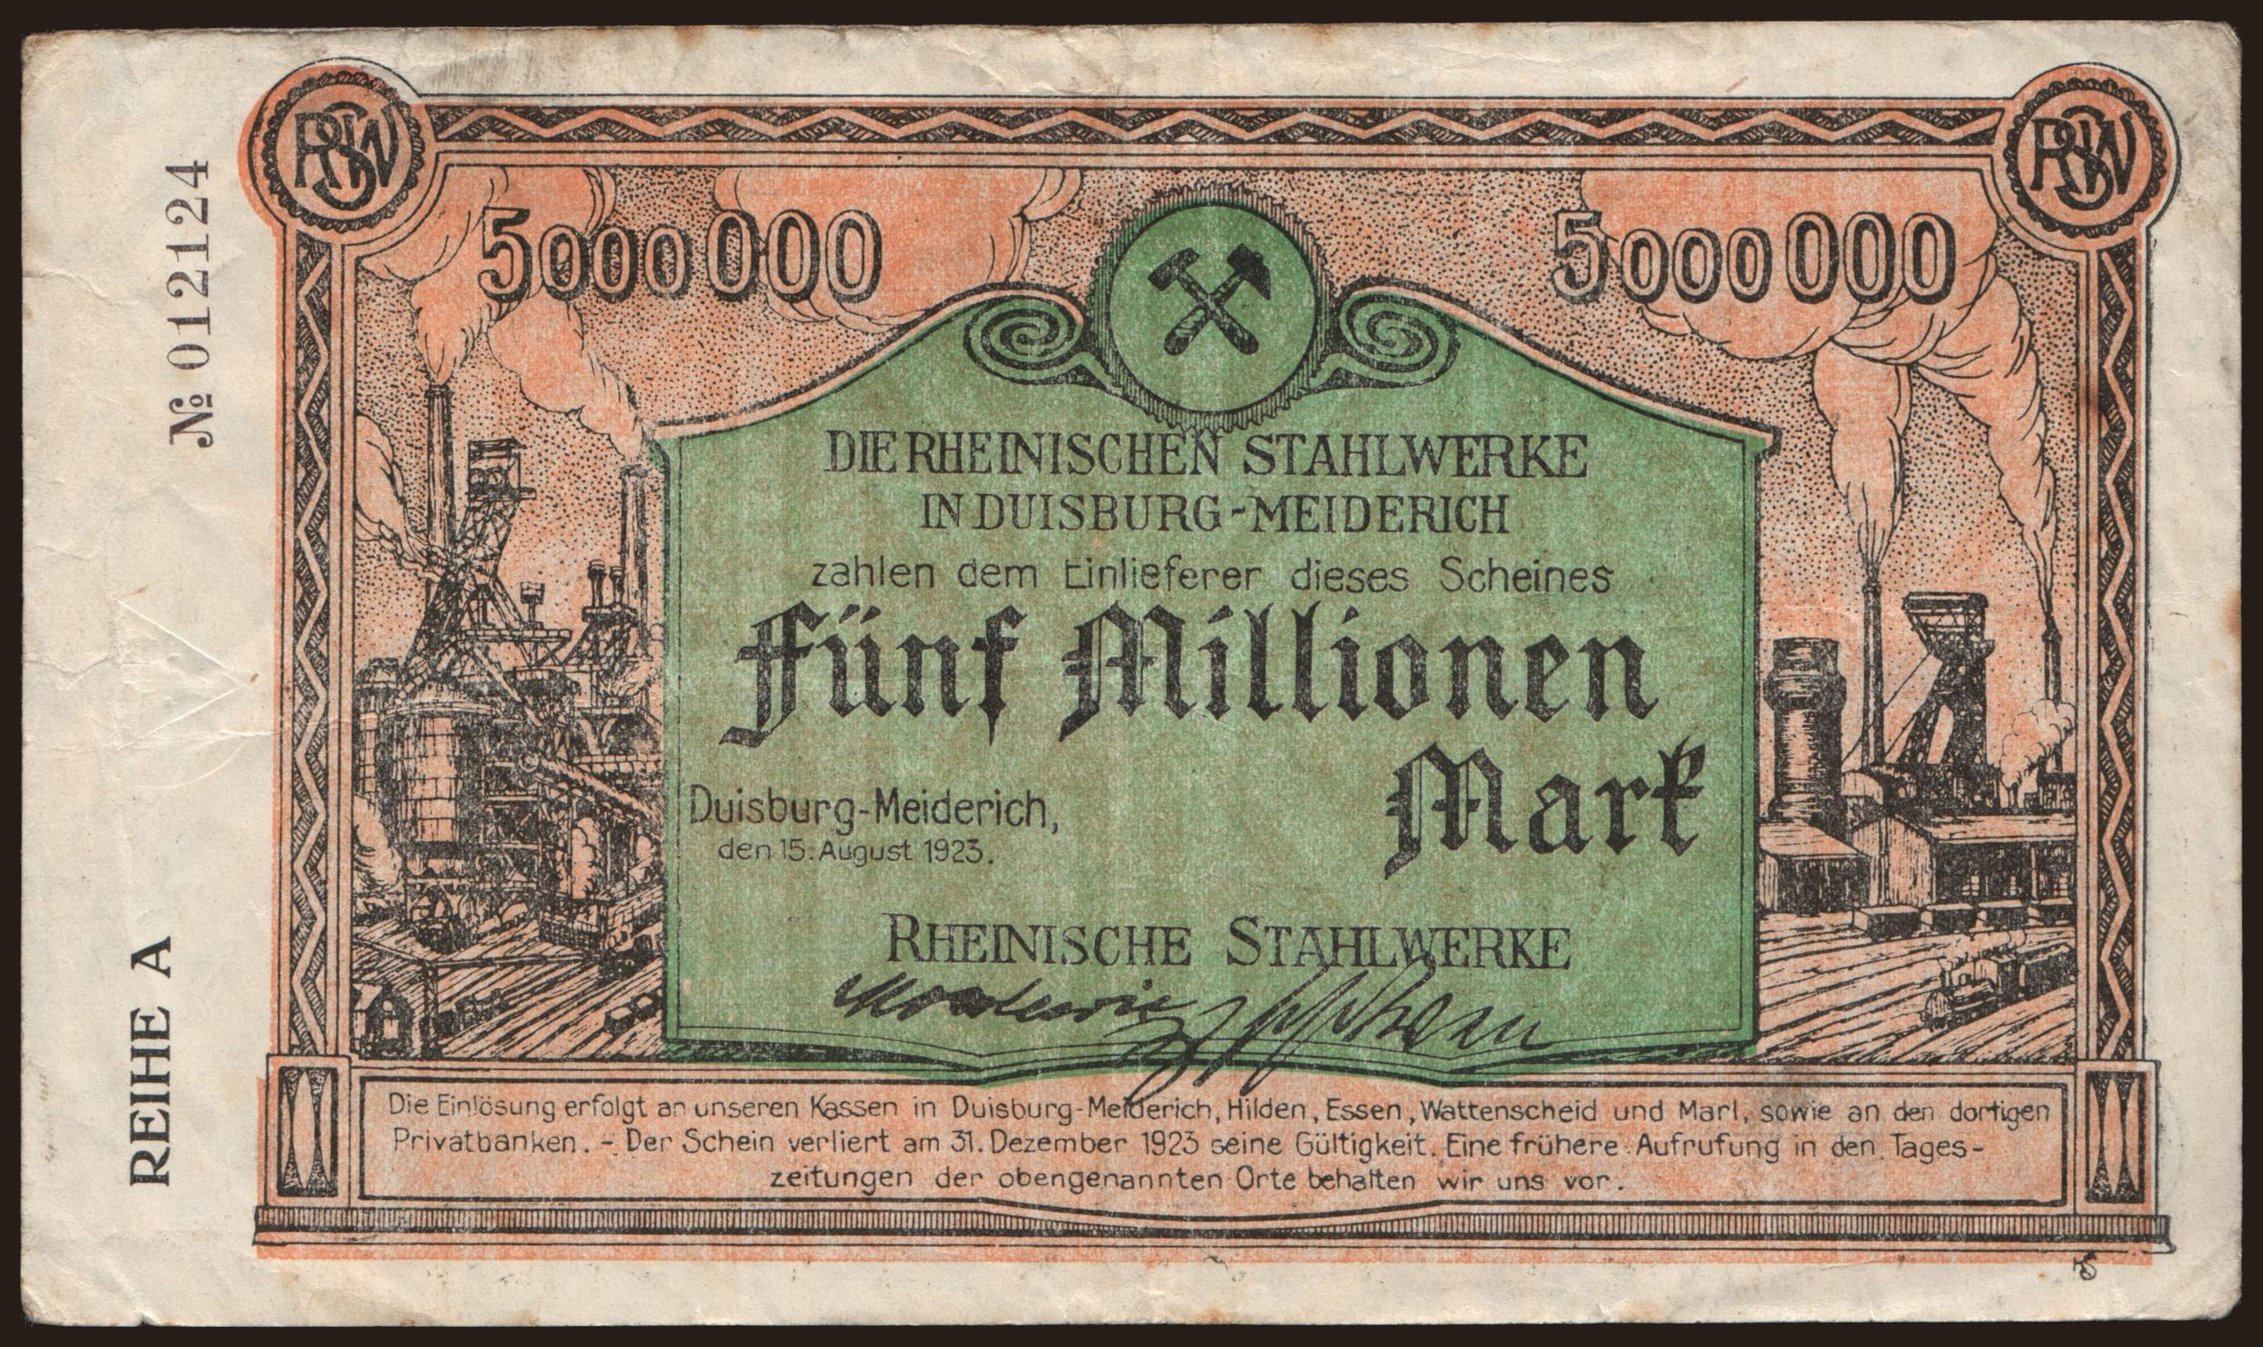 RSW
RSW
№ 012124
5000000
5000000
DIE RHEINISCHEN STAHLWERKE
IN DUISBURG-MEIDERICH
zahlen dem Einlieferer dieses Scheines
Fünf Millionen
Mark
Duisburg-Meiderich,
den 15. August 1923.
RHEINISCHE STAHLWERKE
REIHE A
Die Einlösung erfolgt an unseren Kassen in Duisburg-Meiderich, Hilden, Essen, Wattenscheid und Marl, sowie an den dortigen
Privatbanken. - Der Schein verliert am 31. Dezember 1923 seine Gültigkeit. Eine frühere Aufrufung in den Tages-
zeitungen der obengenannten Orte behalten wir uns vor.